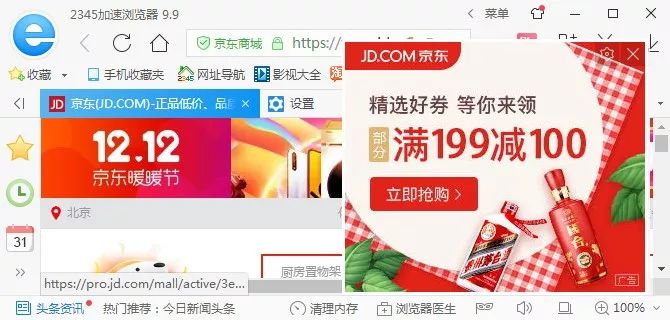 2345加速浏览器 9.9
菜单
京东商城
https://
收藏
手机收藏夹
网址导航
影视大全
JD 京东(JD.COM)-正品低价、品
设置
12.12
京东暖暖节
北京
厨房置物架
https://pro.jd.com/mall/active/3e...
JD.COM 京东
精选好券 等你来领
部分 满199减100
立即抢购
广告
31
头条资讯
热门推荐:今日新闻头条
清理内存
浏览器医生
100%